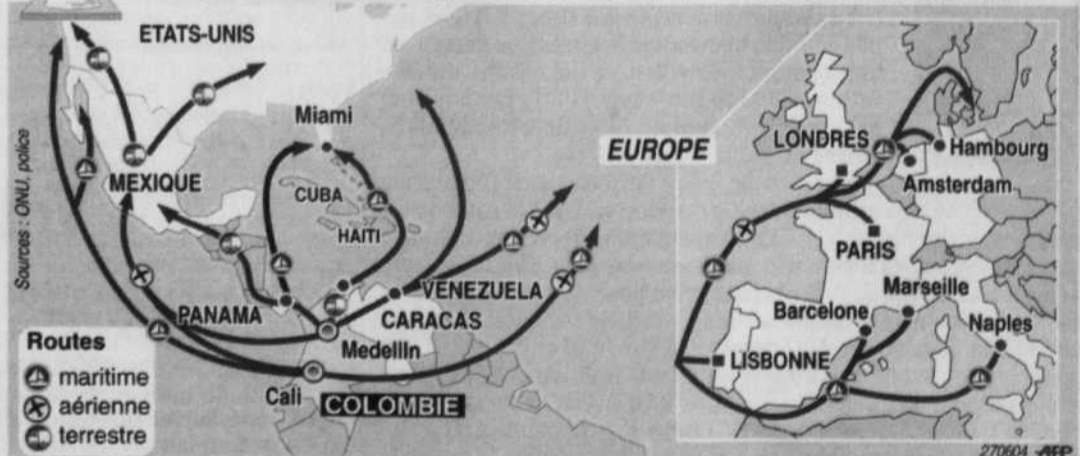 Sources : ONU, police
ETATS-UNIS
Miami
MEXIQUE
CUBA
HAITI
PANAMA
VENEZUELA
CARACAS
Medellin
Cali
COLOMBIE
Routes
maritime
aérienne
terrestre
EUROPE
LONDRES
Hambourg
Amsterdam
PARIS
Marseille
Barcelone
Naples
LISBONNE
270604 AFP